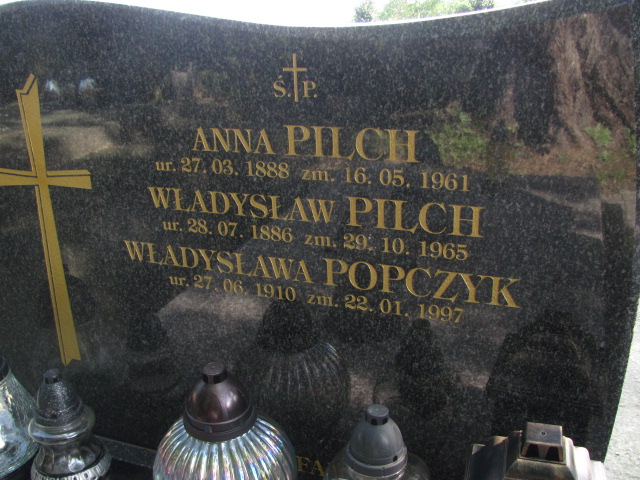 Ś.P.
ANNA PILCH
ur. 27. 03. 1888 zm. 16. 05. 1961
WŁADYSŁAW PILCH
ur. 28. 07. 1886 zm. 29. 10. 1965
WŁADYSŁAWA POPCZYK
ur. 27. 06. 1910 zm. 22. 01. 1997